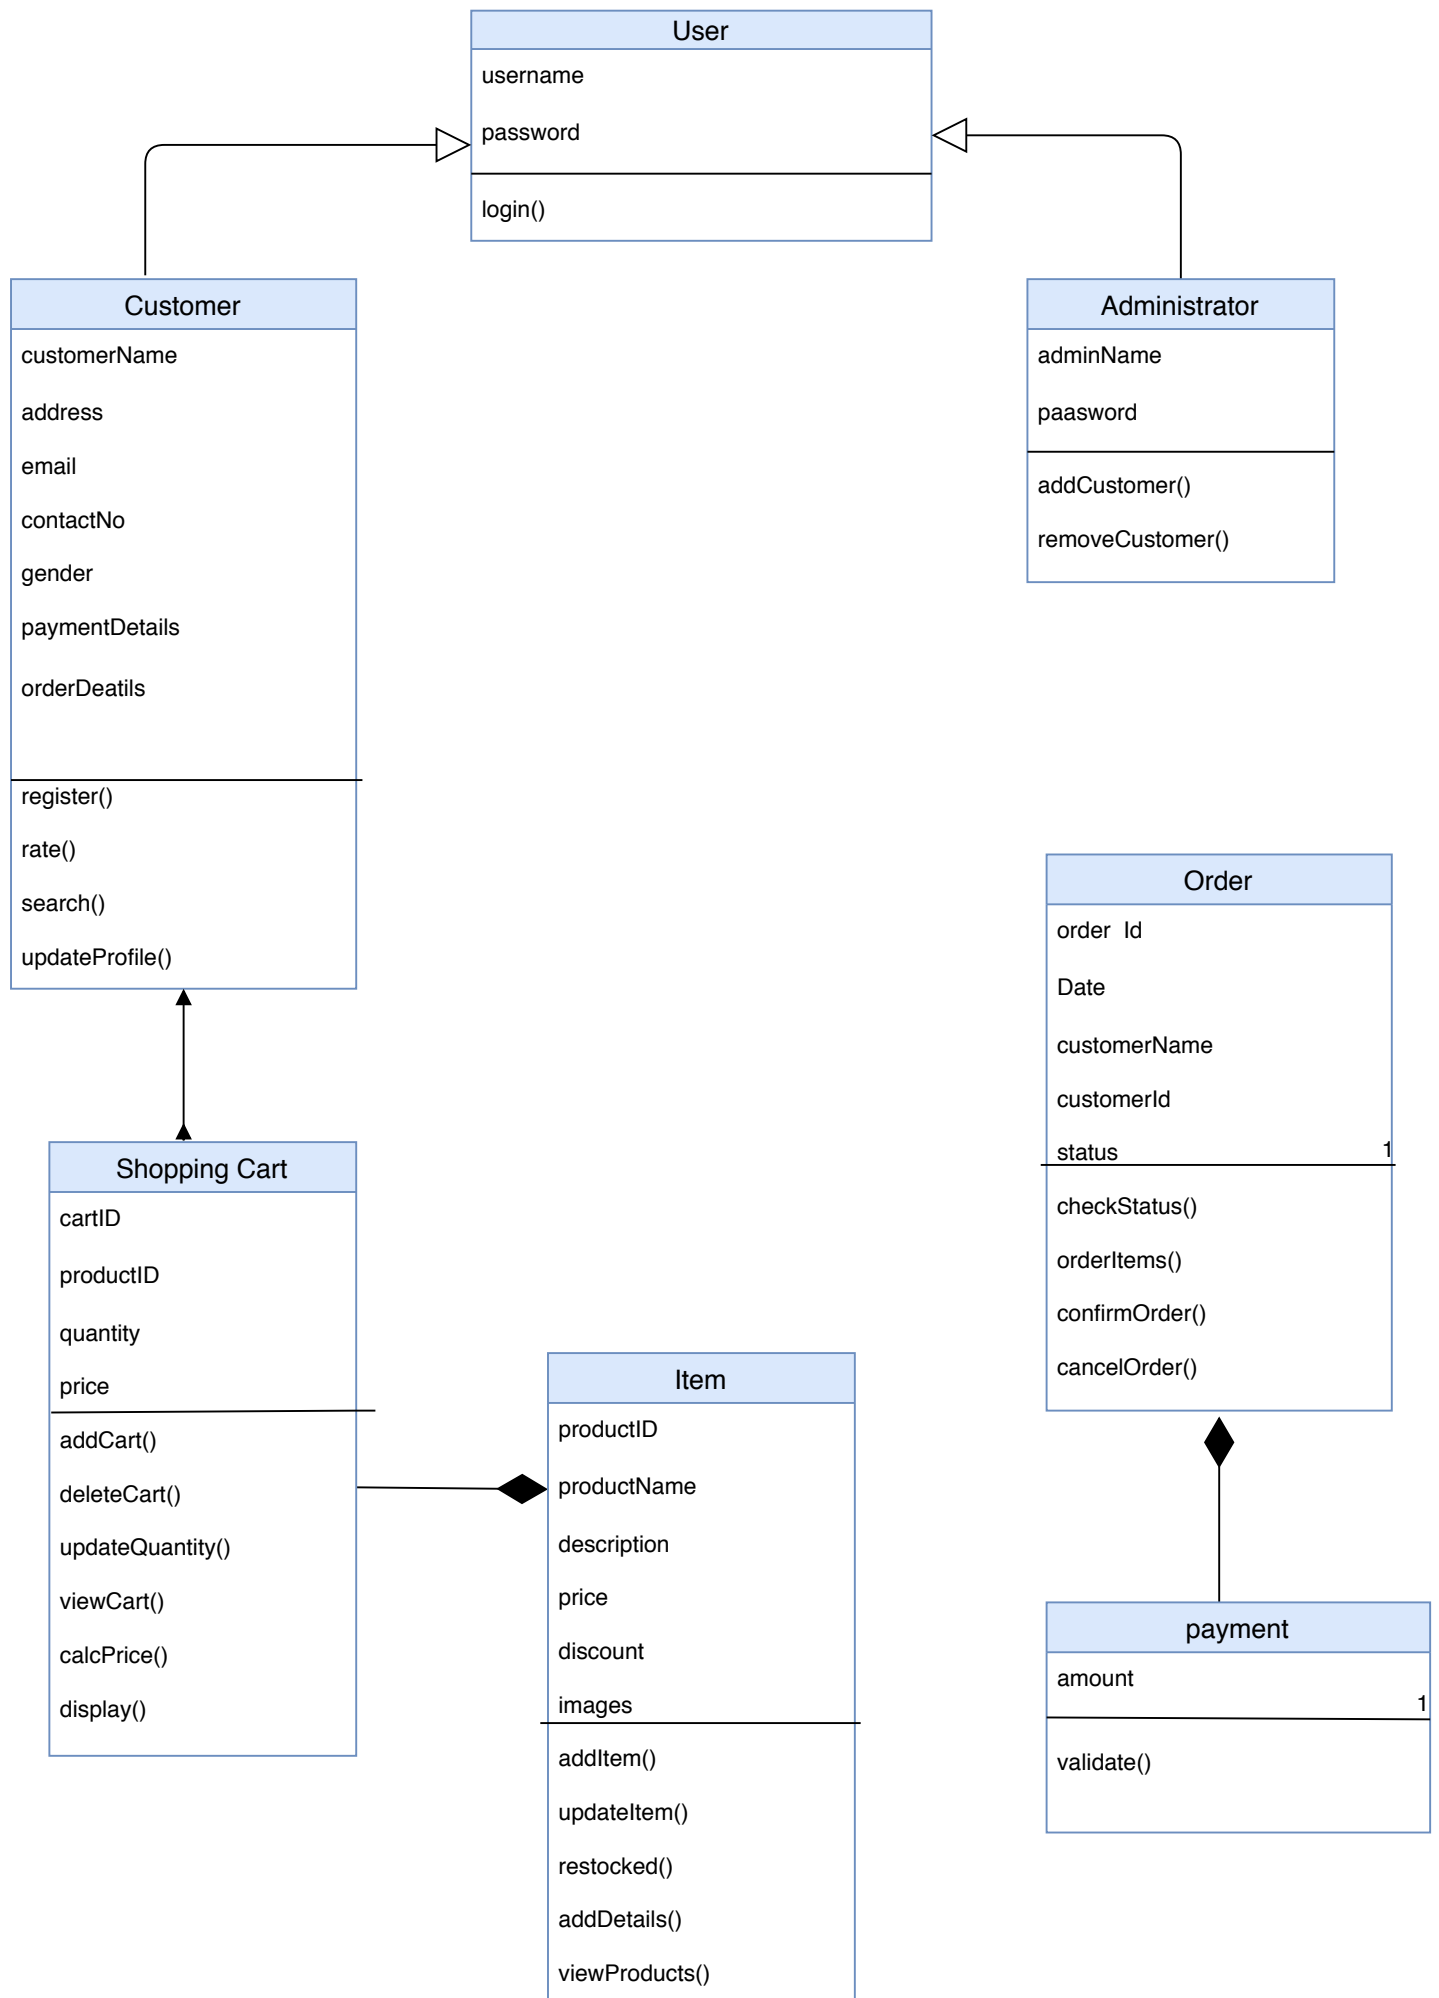 User
username
password
login()
Customer
customerName
address
email
contactNo
gender
paymentDetails
orderDeatils
register()
rate()
search()
updateProfile()
Administrator
adminName
paasword
addCustomer()
removeCustomer()
Order
order  Id
Date
customerName
customerId
status
1
checkStatus()
orderItems()
confirmOrder()
cancelOrder()
Shopping Cart
cartID
productID
quantity
price
addCart()
deleteCart()
updateQuantity()
viewCart()
calcPrice()
display()
Item
productID
productName
description
price
discount
images
addItem()
updateItem()
restocked()
addDetails()
viewProducts()
payment
amount
1
validate()